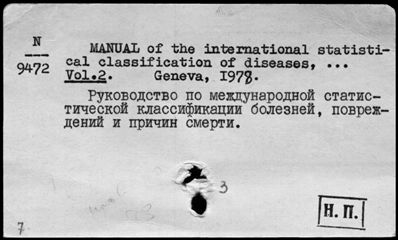 N
9472
MANUAL of the international statisti-
cal classification of diseases, ...
Vol.2. Geneva, 1978.
Руководство по международной статис-
тической классификации болезней, повреж-
дений и причин смерти.
3
Н. П.
7